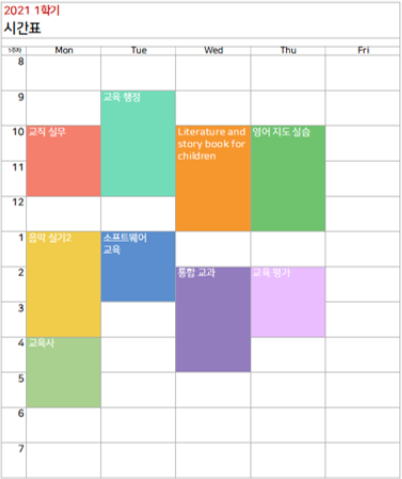 2021 1학기
시간표
1주차 Mon Tue Wed Thu Fri
8
9 교육 행정
10 교직 실무 Literature and 영어 지도 실습
story book for
children
11
12
1 음악 실기2 소프트웨어
교육
2 통합 교과 교육 평가
3
4 교육사
5
6
7